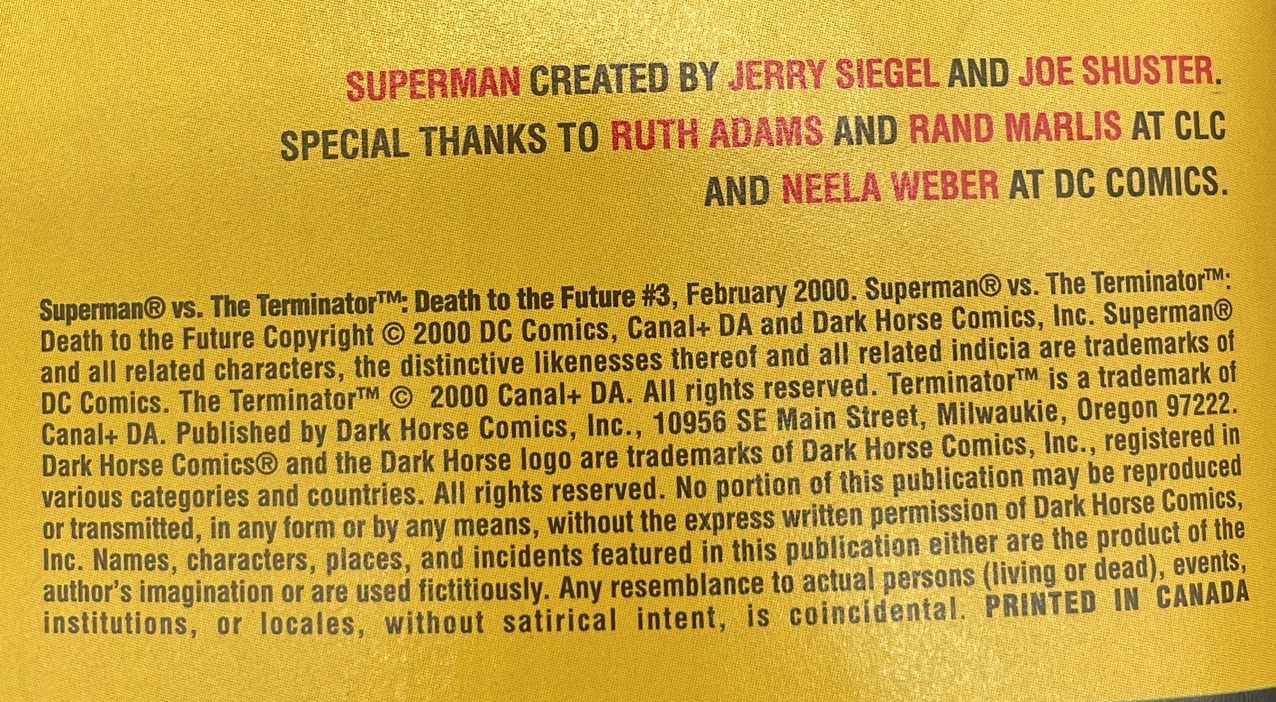 SUPERMAN CREATED BY JERRY SIEGEL AND JOE SHUSTER.
SPECIAL THANKS TO RUTH ADAMS AND RAND MARLIS AT CLC
AND NEELA WEBER AT DC COMICS.
Superman® vs. The Terminator™: Death to the Future #3, February 2000. Superman® vs. The Terminator™:
Death to the Future Copyright © 2000 DC Comics, Canal+ DA and Dark Horse Comics, Inc. Superman®
and all related characters, the distinctive likenesses thereof and all related indicia are trademarks of
DC Comics. The Terminator™ © 2000 Canal+ DA. All rights reserved. Terminator™ is a trademark of
Canal+ DA. Published by Dark Horse Comics, Inc., 10956 SE Main Street, Milwaukie, Oregon 97222.
Dark Horse Comics® and the Dark Horse logo are trademarks of Dark Horse Comics, Inc., registered in
various categories and countries. All rights reserved. No portion of this publication may be reproduced
or transmitted, in any form or by any means, without the express written permission of Dark Horse Comics,
Inc. Names, characters, places, and incidents featured in this publication either are the product of the
author's imagination or are used fictitiously. Any resemblance to actual persons (living or dead), events,
institutions, or locales, without satirical intent, is coincidental. PRINTED IN CANADA